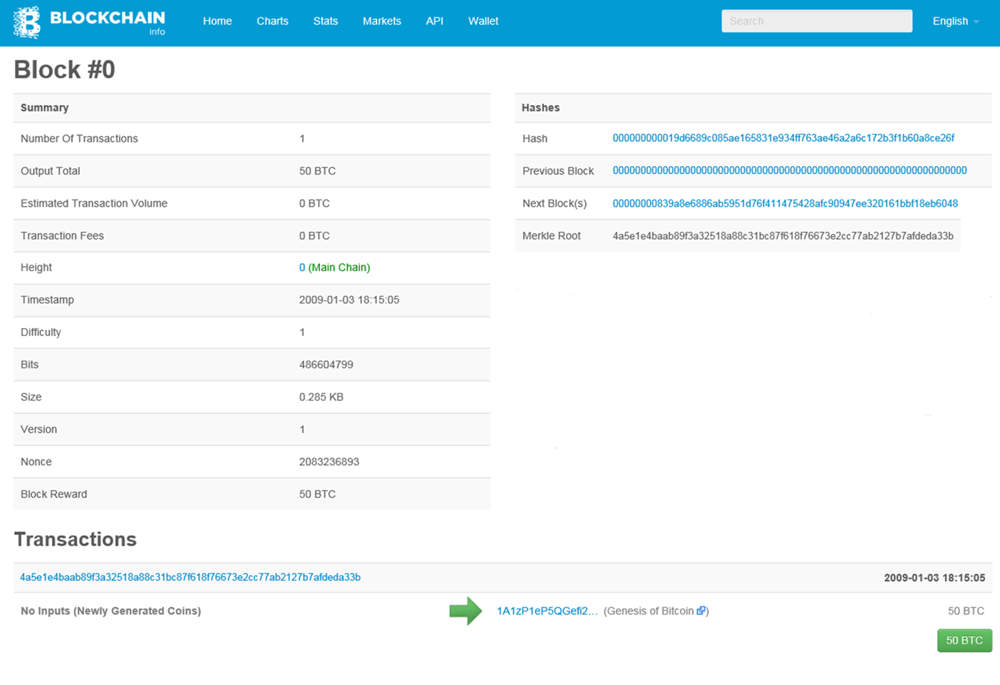 BLOCKCHAIN
info
Home Charts Stats Markets API Wallet
Search
English
Block #0
Summary
Number Of Transactions 1
Output Total 50 BTC
Estimated Transaction Volume 0 BTC
Transaction Fees 0 BTC
Height 0 (Main Chain)
Timestamp 2009-01-03 18:15:05
Difficulty 1
Bits 486604799
Size 0.285 KB
Version 1
Nonce 2083236893
Block Reward 50 BTC
Hashes
Hash 000000000019d6689c085ae165831e934ff763ae46a2a6c172b3f1b60a8ce26f
Previous Block 0000000000000000000000000000000000000000000000000000000000000000
Next Block(s) 00000000839a8e6886ab5951d76f411475428afc90947ee320161bbf18eb6048
Merkle Root 4a5e1e4baab89f3a32518a88c31bc87f618f76673e2cc77ab2127b7afdeda33b
Transactions
4a5e1e4baab89f3a32518a88c31bc87f618f76673e2cc77ab2127b7afdeda33b 2009-01-03 18:15:05
No Inputs (Newly Generated Coins) 1A1zP1eP5QGefi2... (Genesis of Bitcoin) 50 BTC
50 BTC